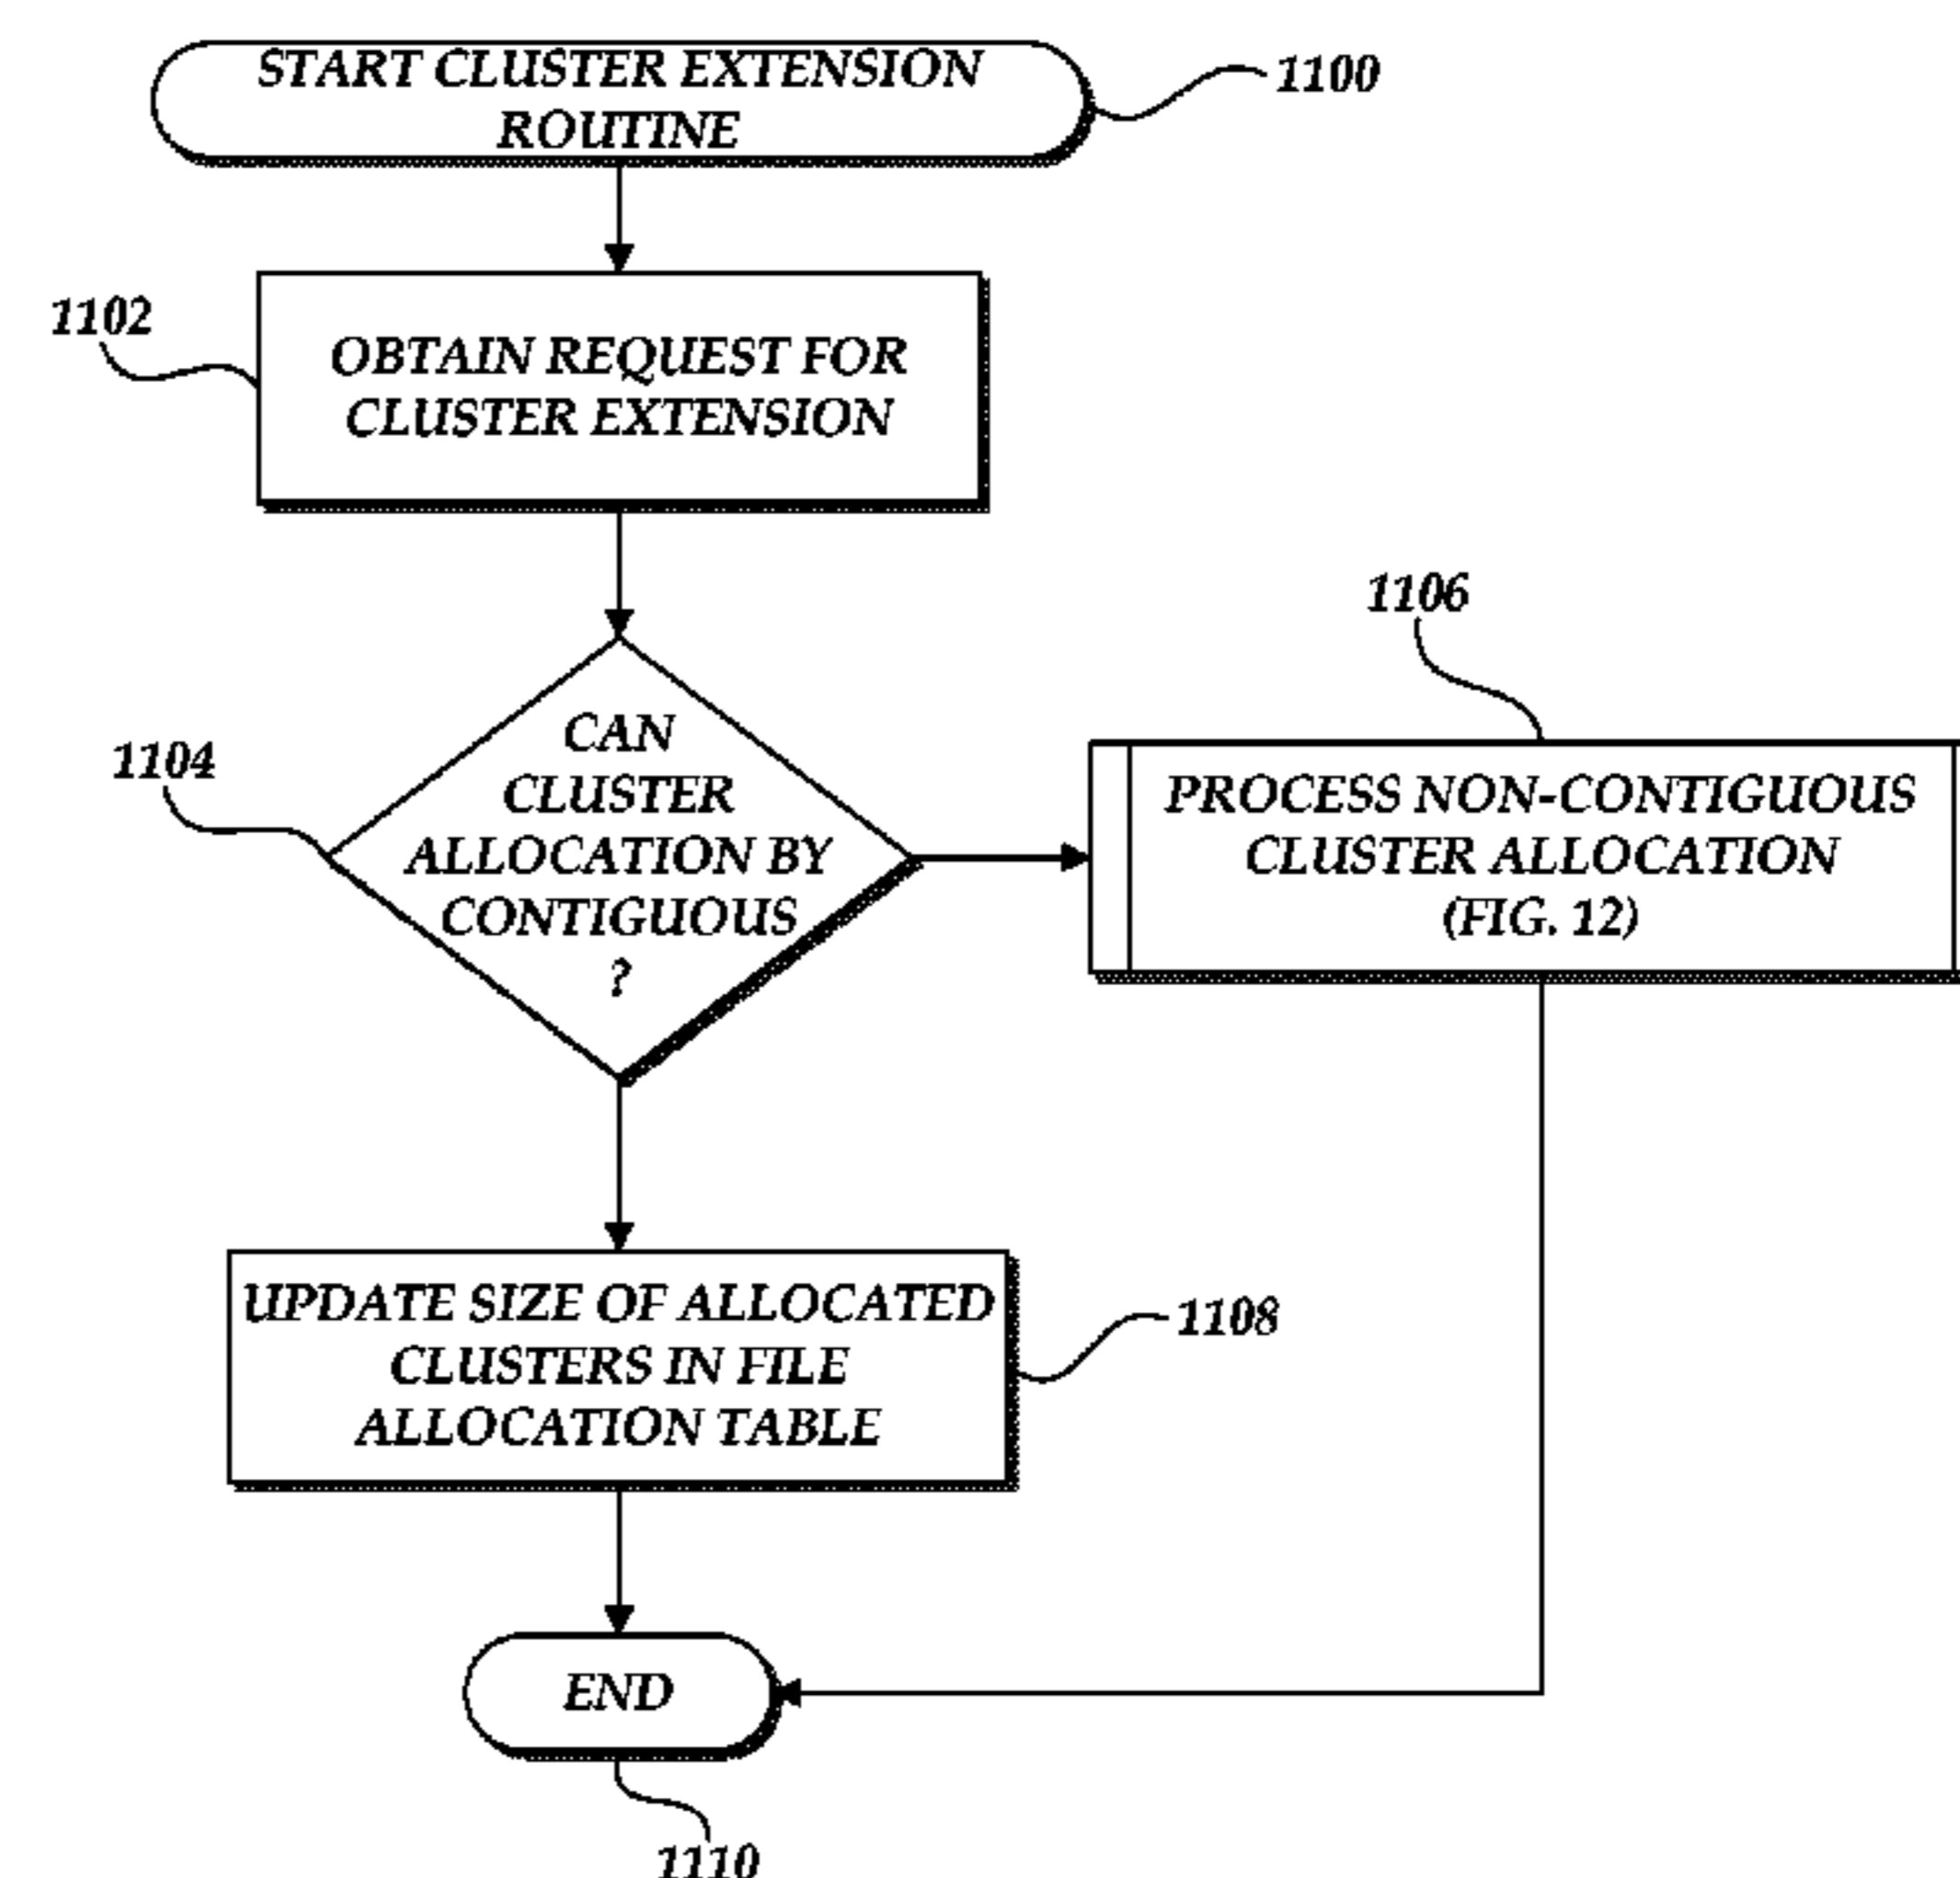 START CLUSTER EXTENSION
ROUTINE
1100
1102
OBTAIN REQUEST FOR
CLUSTER EXTENSION
1104
CAN
CLUSTER
ALLOCATION BY
CONTIGUOUS
?
1106
PROCESS NON-CONTIGUOUS
CLUSTER ALLOCATION
(FIG. 12)
UPDATE SIZE OF ALLOCATED
CLUSTERS IN FILE
ALLOCATION TABLE
1108
END
1110